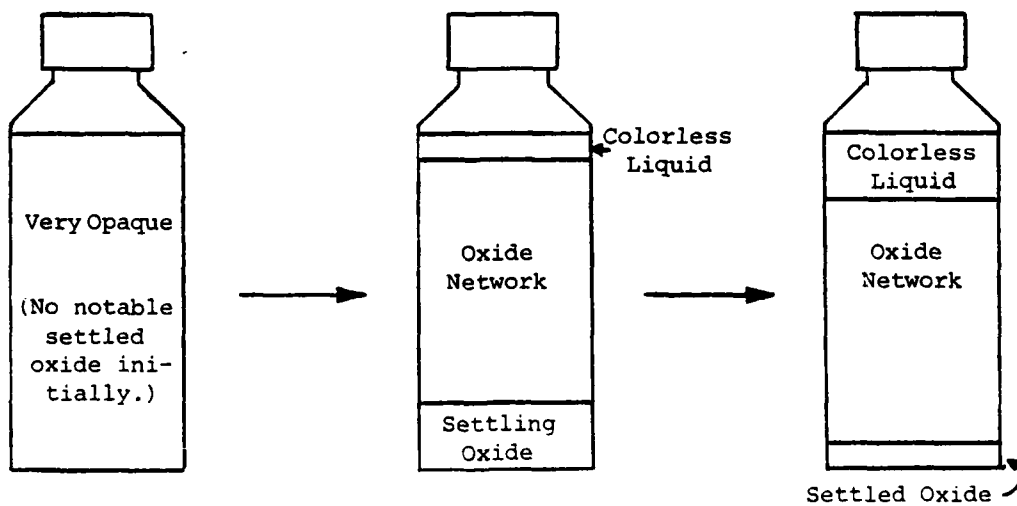 Very Opaque
(No notable
settled
oxide ini-
tially.)
Colorless
Liquid
Oxide
Network
Settling
Oxide
Colorless
Liquid
Oxide
Network
Settled Oxide